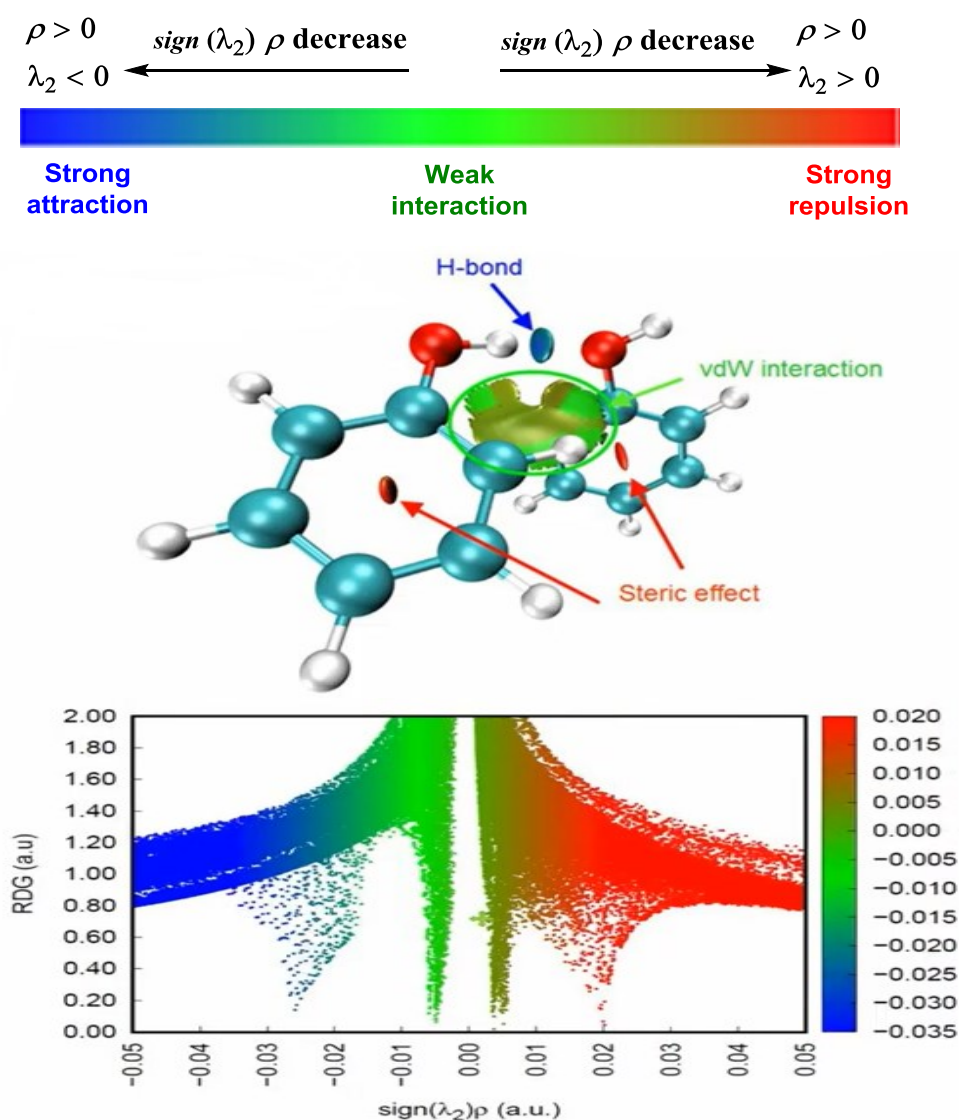 ρ > 0
sign (λ₂) ρ decrease
sign (λ₂) ρ decrease
ρ > 0
λ₂ < 0
λ₂ > 0
Strong
attraction
Weak
interaction
Strong
repulsion
H-bond
vdW interaction
Steric effect
RDG (a.u)
2.00
1.80
1.60
1.40
1.20
1.00
0.80
0.60
0.40
0.20
0.00
-0.05
-0.04
-0.03
-0.02
-0.01
0.00
0.01
0.02
0.03
0.04
0.05
sign(λ₂)ρ (a.u.)
0.020
0.015
0.010
0.005
0.000
−0.005
−0.010
−0.015
−0.020
−0.025
−0.030
−0.035